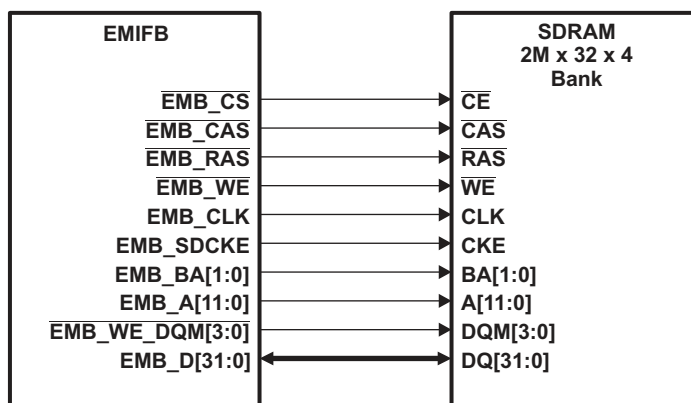 EMIFB
EMB_CS
EMB_CAS
EMB_RAS
EMB_WE
EMB_CLK
EMB_SDCKE
EMB_BA[1:0]
EMB_A[11:0]
EMB_WE_DQM[3:0]
EMB_D[31:0]
SDRAM
2M x 32 x 4
Bank
CE
CAS
RAS
WE
CLK
CKE
BA[1:0]
A[11:0]
DQM[3:0]
DQ[31:0]